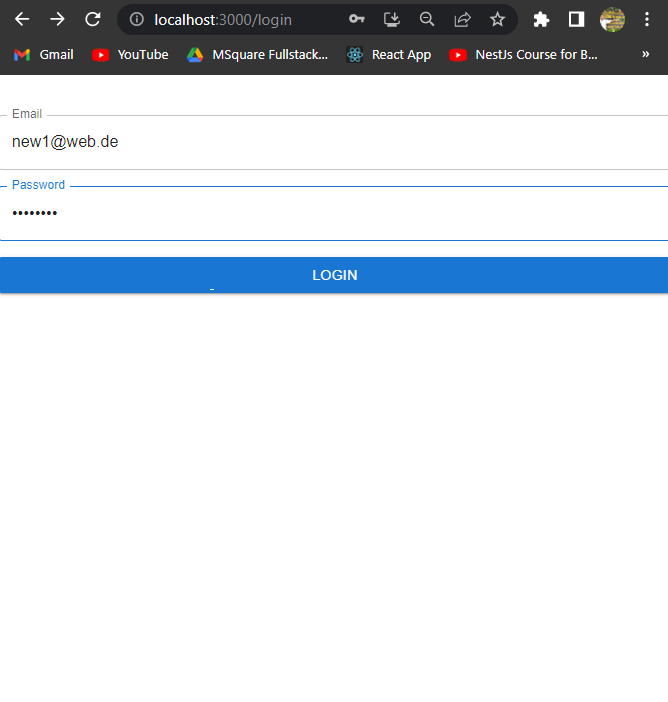 localhost:3000/login
Gmail YouTube MSquare Fullstack... React App NestJs Course for B... »
Email
new1@web.de
Password
••••••••
LOGIN